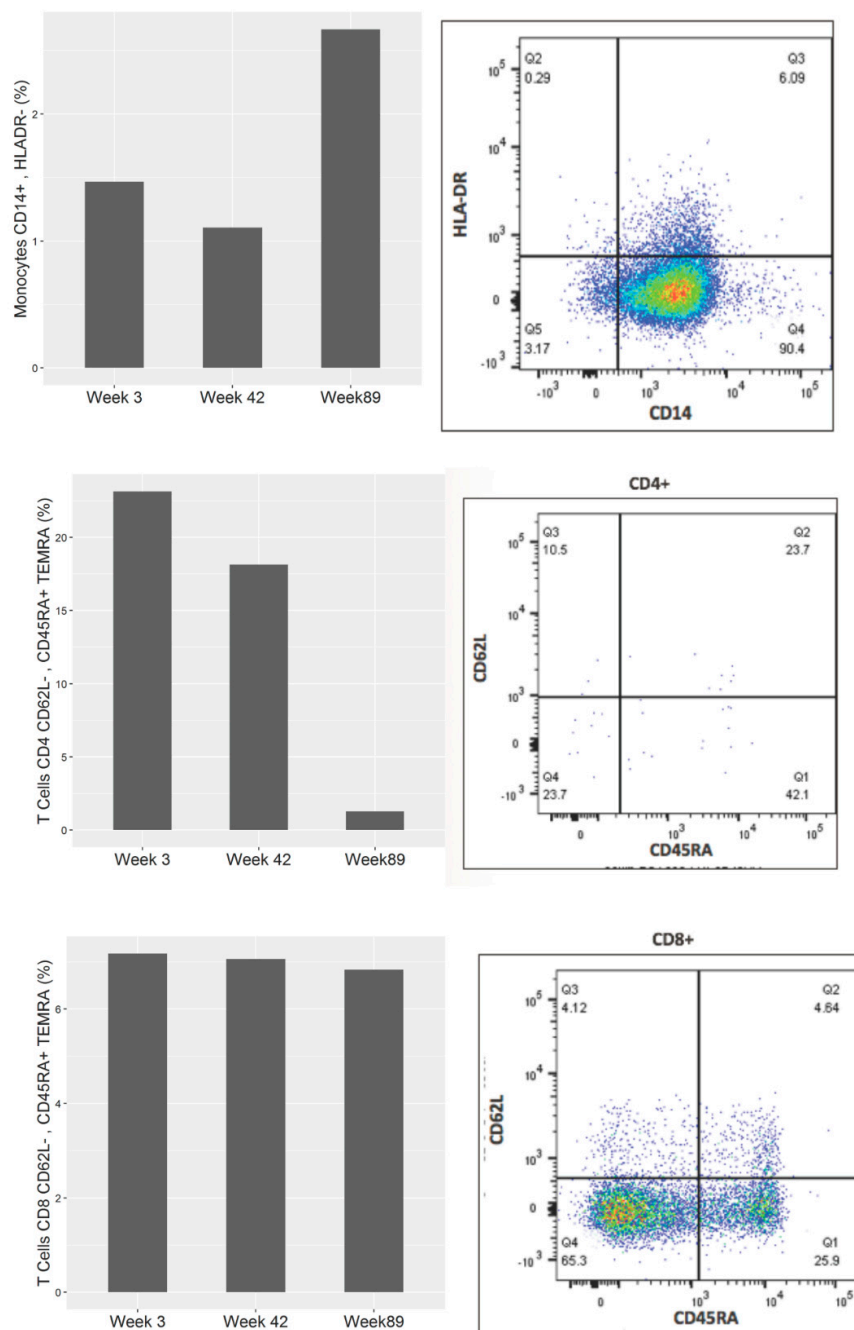 Monocytes CD14+ , HLADR- (%)
2
1
0
Week 3 Week 42 Week89
HLA-DR
Q2
0.29
Q3
6.09
10^5
10^4
10^3
0
-10^3
Q5
3.17
Q4
90.4
-10^3 0 10^3 10^4 10^5
CD14
T Cells CD4 CD62L- , CD45RA+ TEMRA (%)
20
15
10
5
0
Week 3 Week 42 Week89
CD4+
CD62L
Q3
10.5
Q2
23.7
10^5
10^4
10^3
0
-10^3
Q4
23.7
Q1
42.1
0 10^3 10^4 10^5
CD45RA
T Cells CD8 CD62L- , CD45RA+ TEMRA (%)
6
4
2
0
Week 3 Week 42 Week89
CD8+
CD62L
Q3
4.12
Q2
4.64
10^5
10^4
10^3
0
-10^3
Q4
65.3
Q1
25.9
0 10^3 10^4 10^5
CD45RA